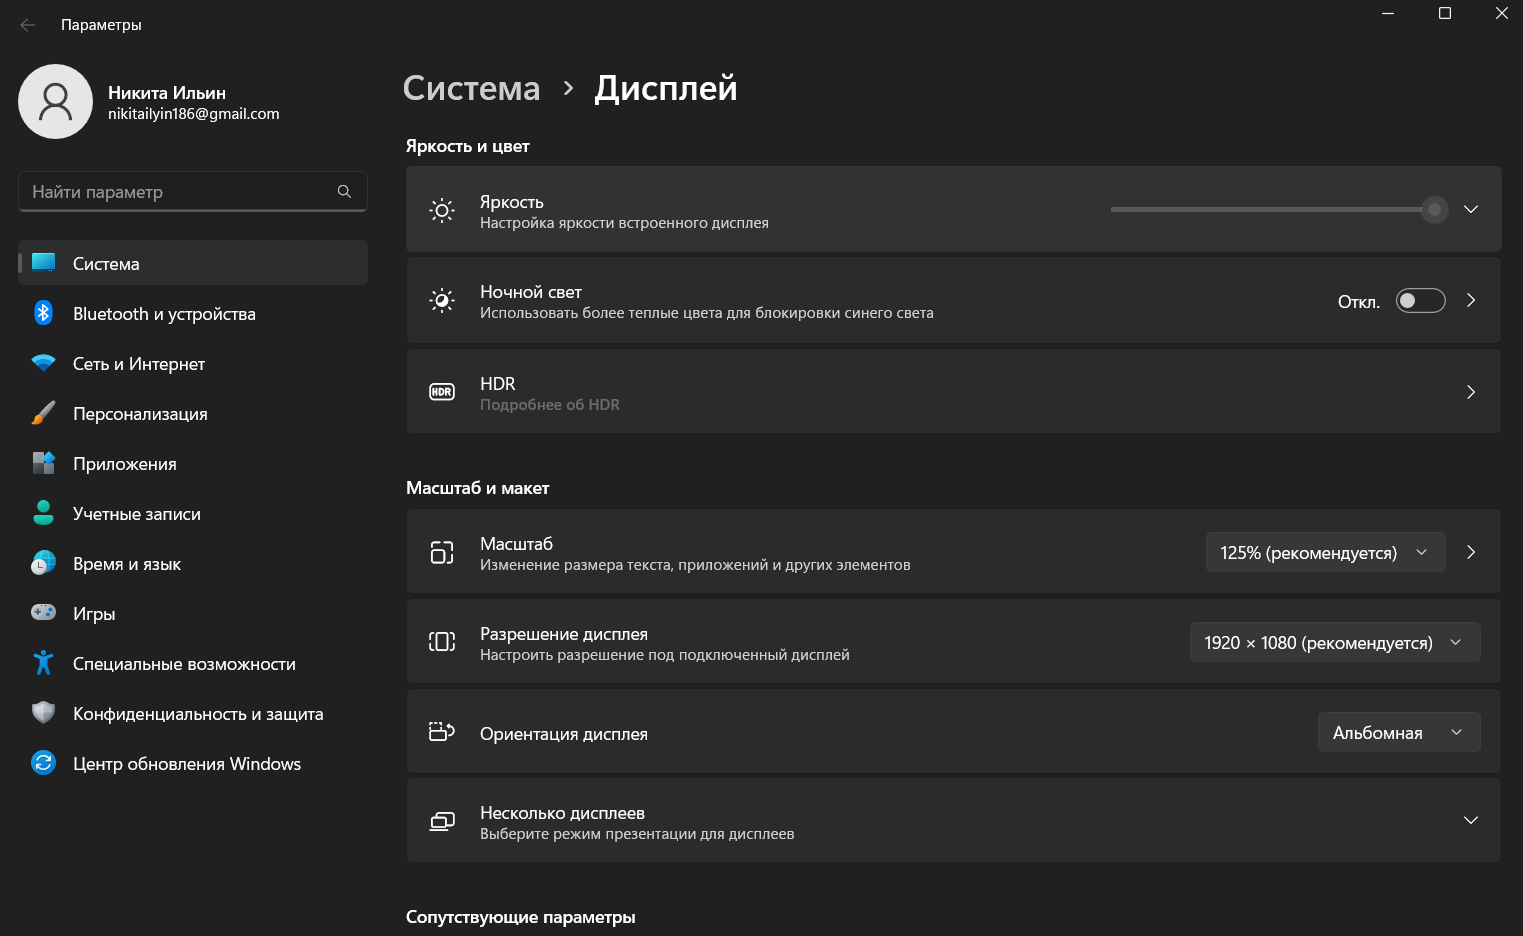 Параметры
Никита Ильин
nikitailyin186@gmail.com
Найти параметр
Система
Bluetooth и устройства
Сеть и Интернет
Персонализация
Приложения
Учетные записи
Время и язык
Игры
Специальные возможности
Конфиденциальность и защита
Центр обновления Windows
Система › Дисплей
Яркость и цвет
Яркость
Настройка яркости встроенного дисплея
Ночной свет
Использовать более теплые цвета для блокировки синего света
Откл.
HDR
HDR
Подробнее об HDR
Масштаб и макет
Масштаб
Изменение размера текста, приложений и других элементов
125% (рекомендуется)
Разрешение дисплея
Настроить разрешение под подключенный дисплей
1920 × 1080 (рекомендуется)
Ориентация дисплея
Альбомная
Несколько дисплеев
Выберите режим презентации для дисплеев
Сопутствующие параметры